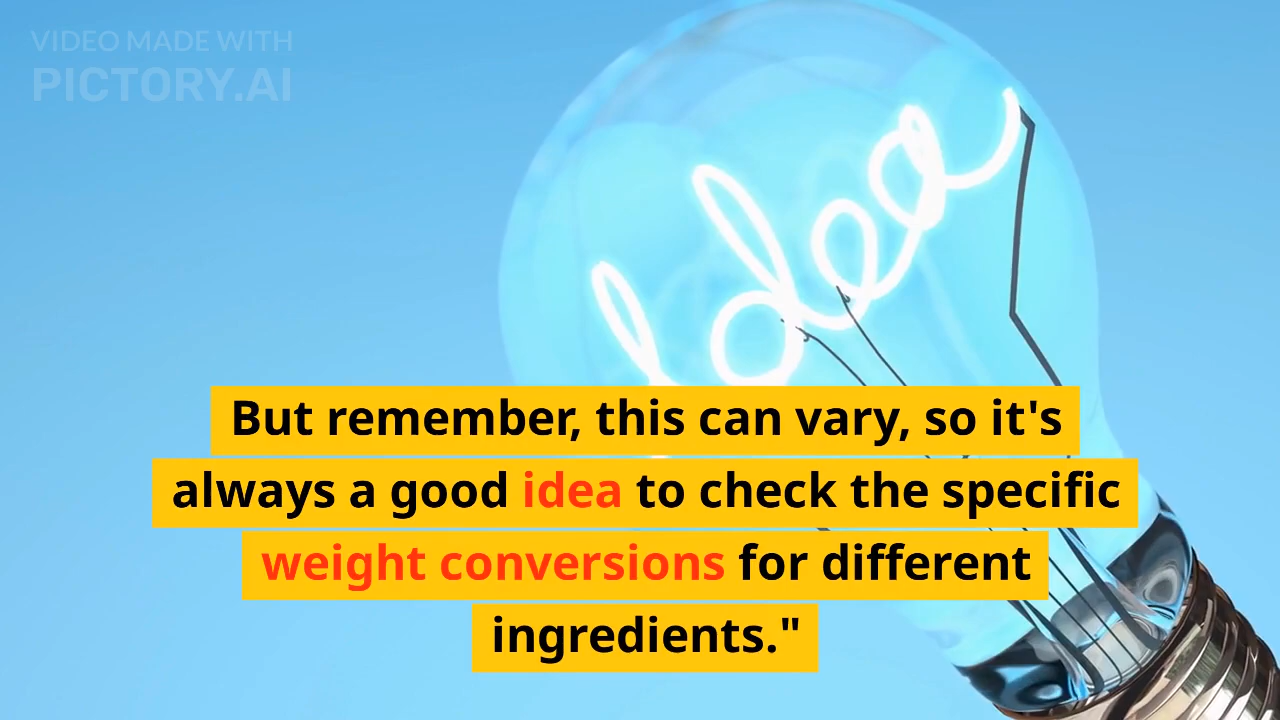 VIDEO MADE WITH
PICTORY.AI
Idea
But remember, this can vary, so it's
always a good idea to check the specific
weight conversions for different
ingredients."